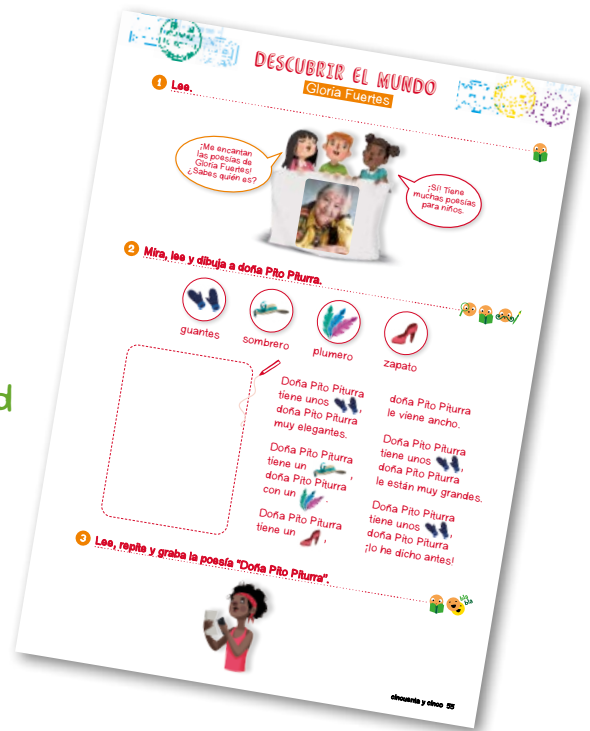 DESCUBRIR EL MUNDO
Gloria Fuertes
1 Lee.
¡Me encantan
las poesías de
Gloria Fuertes!
¿Sabes quién es?
¡Sí! Tiene
muchas poesías
para niños.
2 Mira, lee y dibuja a doña Pito Piturra.
guantes
sombrero
plumero
zapato
Doña Pito Piturra
tiene unos ,
doña Pito Piturra
muy elegantes.
Doña Pito Piturra
tiene un ,
doña Pito Piturra
con un .
Doña Pito Piturra
tiene un ,
doña Pito Piturra
le viene ancho.
Doña Pito Piturra
tiene unos ,
doña Pito Piturra
le están muy grandes.
Doña Pito Piturra
tiene unos ,
doña Pito Piturra
¡lo he dicho antes!
3 Lee, repite y graba la poesía "Doña Pito Piturra".
bla
bla
cincuenta y cinco 55
d